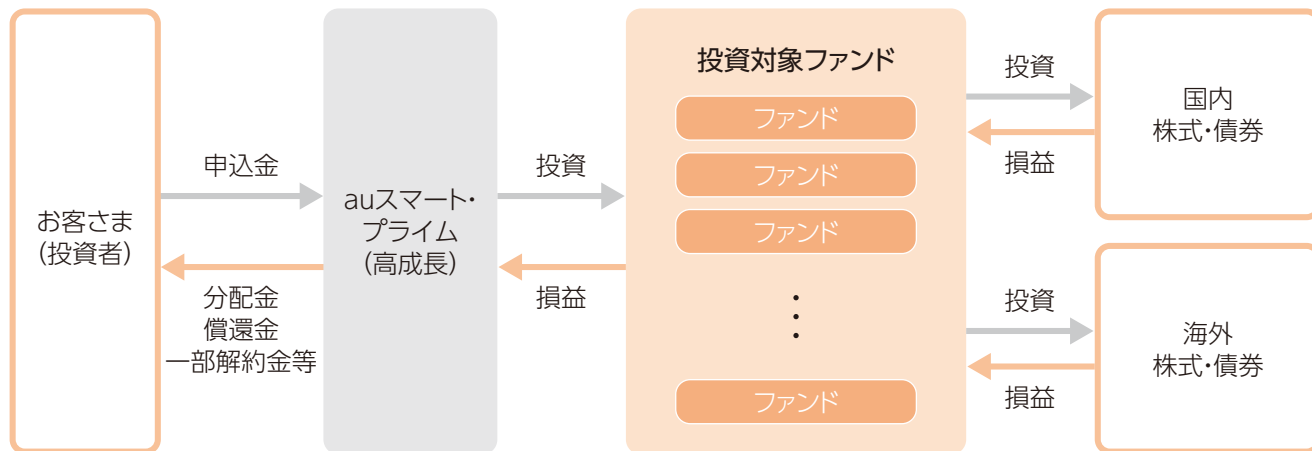 お客さま
(投資者)
申込金
分配金
償還金
一部解約金等
auスマート・
プライム
(高成長)
投資
損益
投資対象ファンド
ファンド
ファンド
ファンド
ファンド
投資
損益
国内
株式・債券
投資
損益
海外
株式・債券